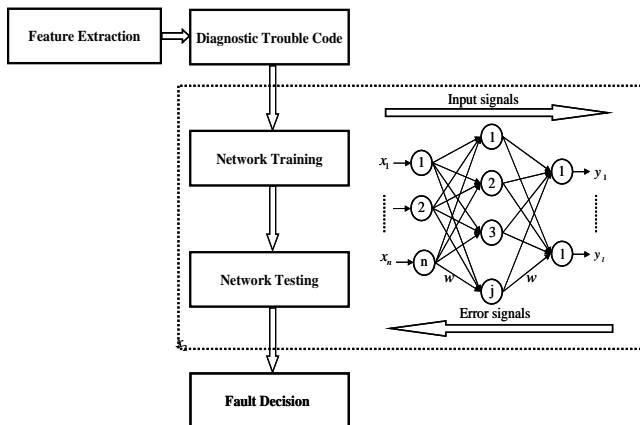 Feature Extraction
Diagnostic Trouble Code
Input signals
Network Training
x1
1
2
n
xn
1
2
3
j
w
w
1
1
y1
yl
Network Testing
Error signals
x2
Fault Decision